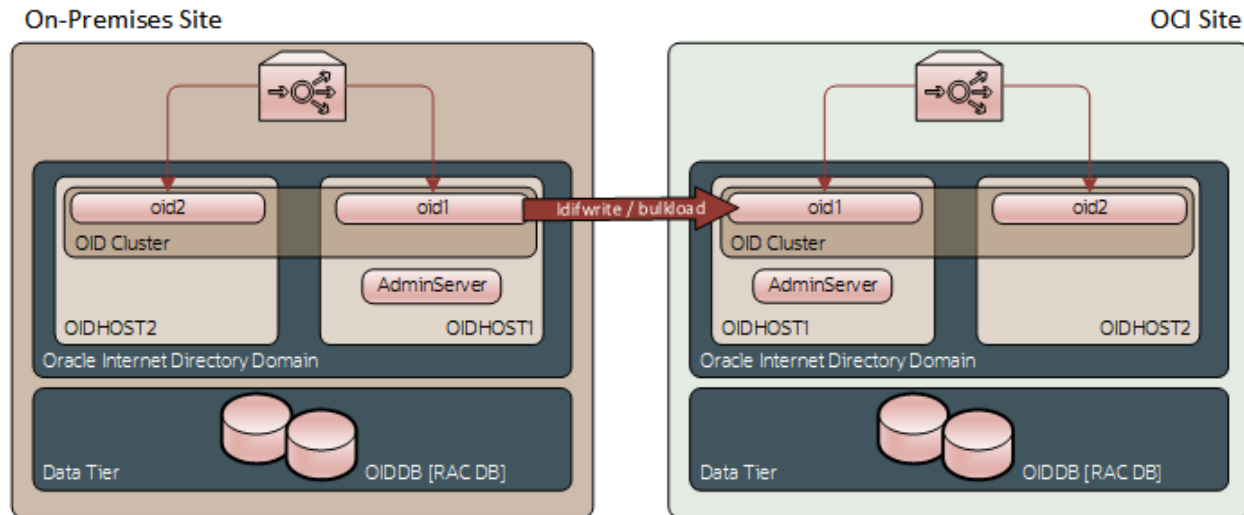 On-Premises Site
OCI Site
oid2
oid1
OID Cluster
AdminServer
OIDHOST2
OIDHOST1
Oracle Internet Directory Domain
Data Tier
OIDDB [RAC DB]
ldifwrite / bulkload
oid1
oid2
OID Cluster
AdminServer
OIDHOST1
OIDHOST2
Oracle Internet Directory Domain
Data Tier
OIDDB [RAC DB]